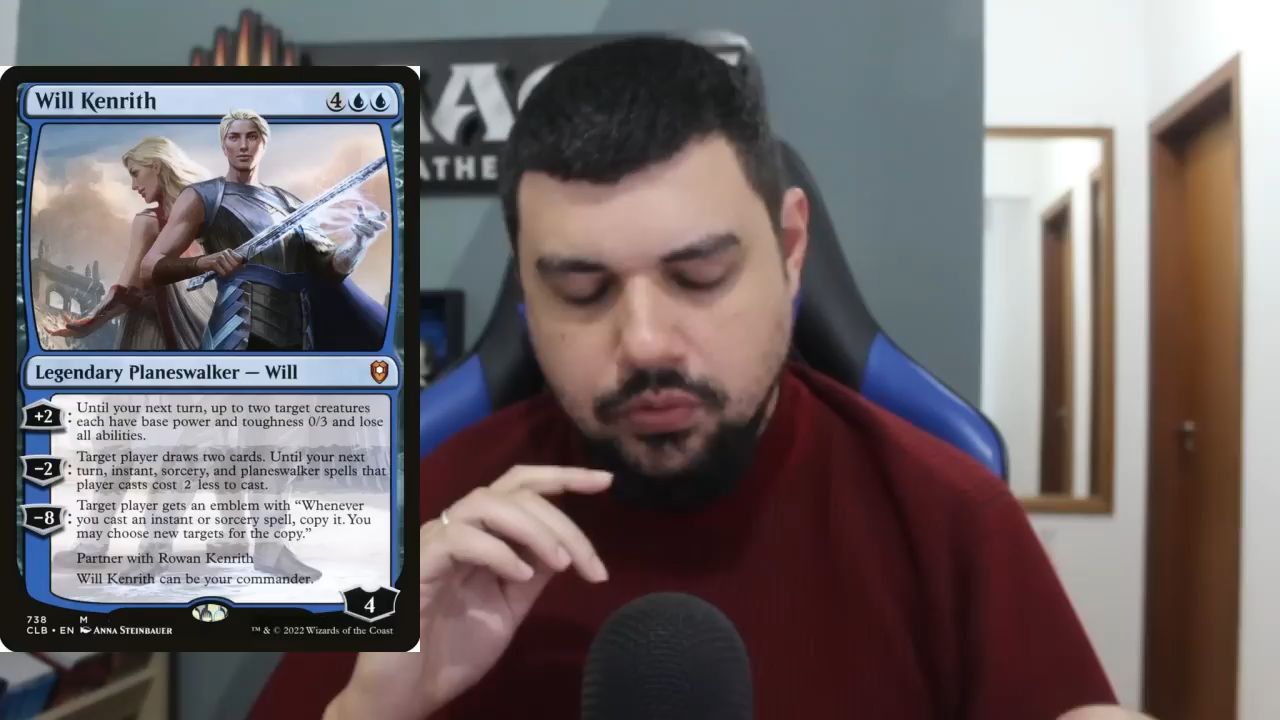 Will Kenrith
4
Legendary Planeswalker — Will
+2: Until your next turn, up to two target creatures
each have base power and toughness 0/3 and lose
all abilities.
−2: Target player draws two cards. Until your next
turn, instant, sorcery, and planeswalker spells that
player casts cost 2 less to cast.
−8: Target player gets an emblem with “Whenever
you cast an instant or sorcery spell, copy it. You
may choose new targets for the copy.”
Partner with Rowan Kenrith
Will Kenrith can be your commander.
4
738 M
CLB • EN Anna Steinbauer
™ & © 2022 Wizards of the Coast